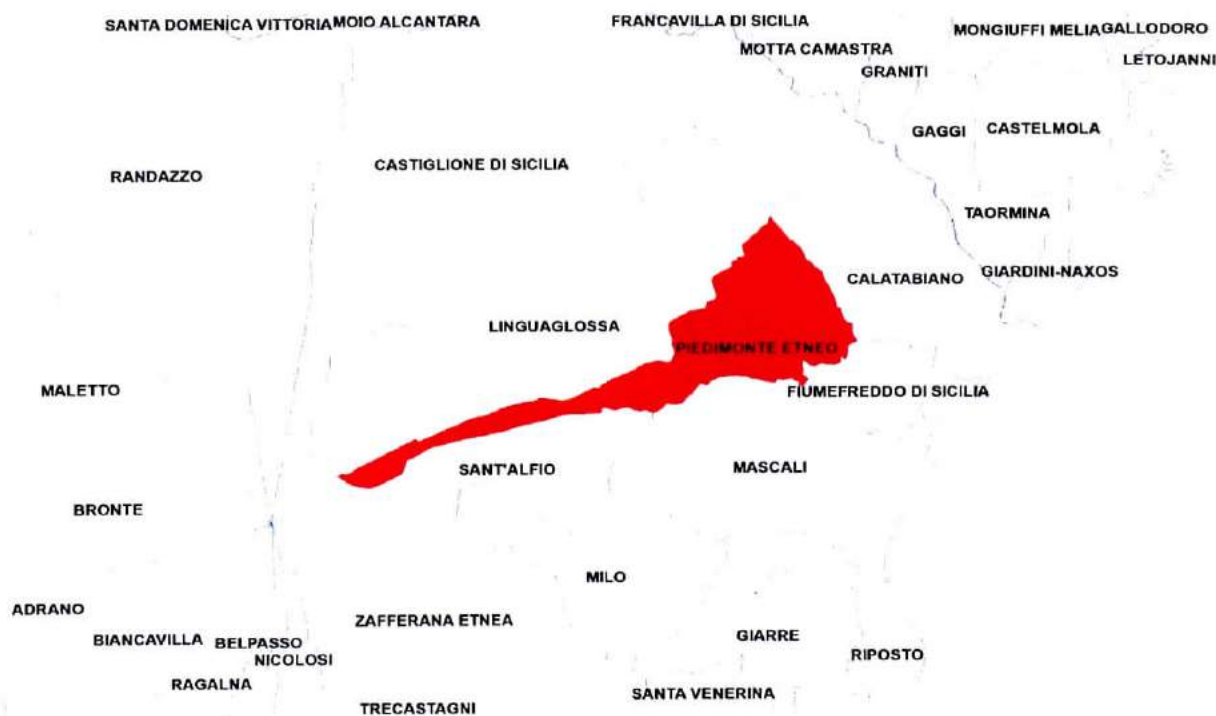 SANTA DOMENICA VITTORIA
MOIO ALCANTARA
FRANCAVILLA DI SICILIA
MONGIUFFI MELIA
GALLODORO
MOTTA CAMASTRA
LETOJANNI
GRANITI
GAGGI
CASTELMOLA
CASTIGLIONE DI SICILIA
RANDAZZO
TAORMINA
GIARDINI-NAXOS
CALATABIANO
LINGUAGLOSSA
PIEDIMONTE ETNEO
MALETTO
FIUMEFREDDO DI SICILIA
SANT'ALFIO
MASCALI
BRONTE
MILO
ADRANO
ZAFFERANA ETNEA
BIANCAVILLA
BELPASSO
GIARRE
NICOLOSI
RIPOSTO
RAGALNA
SANTA VENERINA
TRECASTAGNI